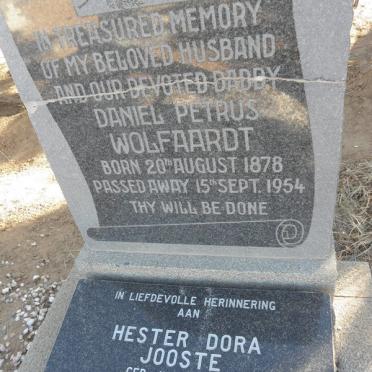 IN TREASURED MEMORY
OF MY BELOVED HUSBAND
AND OUR DEVOTED DADDY
DANIEL PETRUS
WOLFAARDT
BORN 20TH AUGUST 1878
PASSED AWAY 15TH SEPT. 1954
THY WILL BE DONE
IN LIEFDEVOLLE HERINNERING
AAN
HESTER DORA
JOOSTE